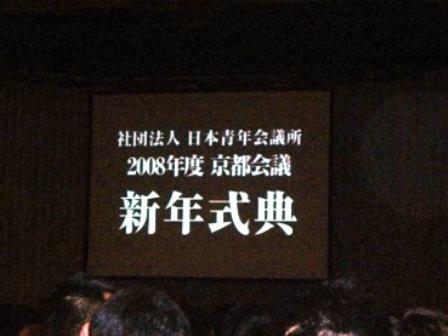 社団法人 日本青年会議所
2008年度 京都会議
新年式典